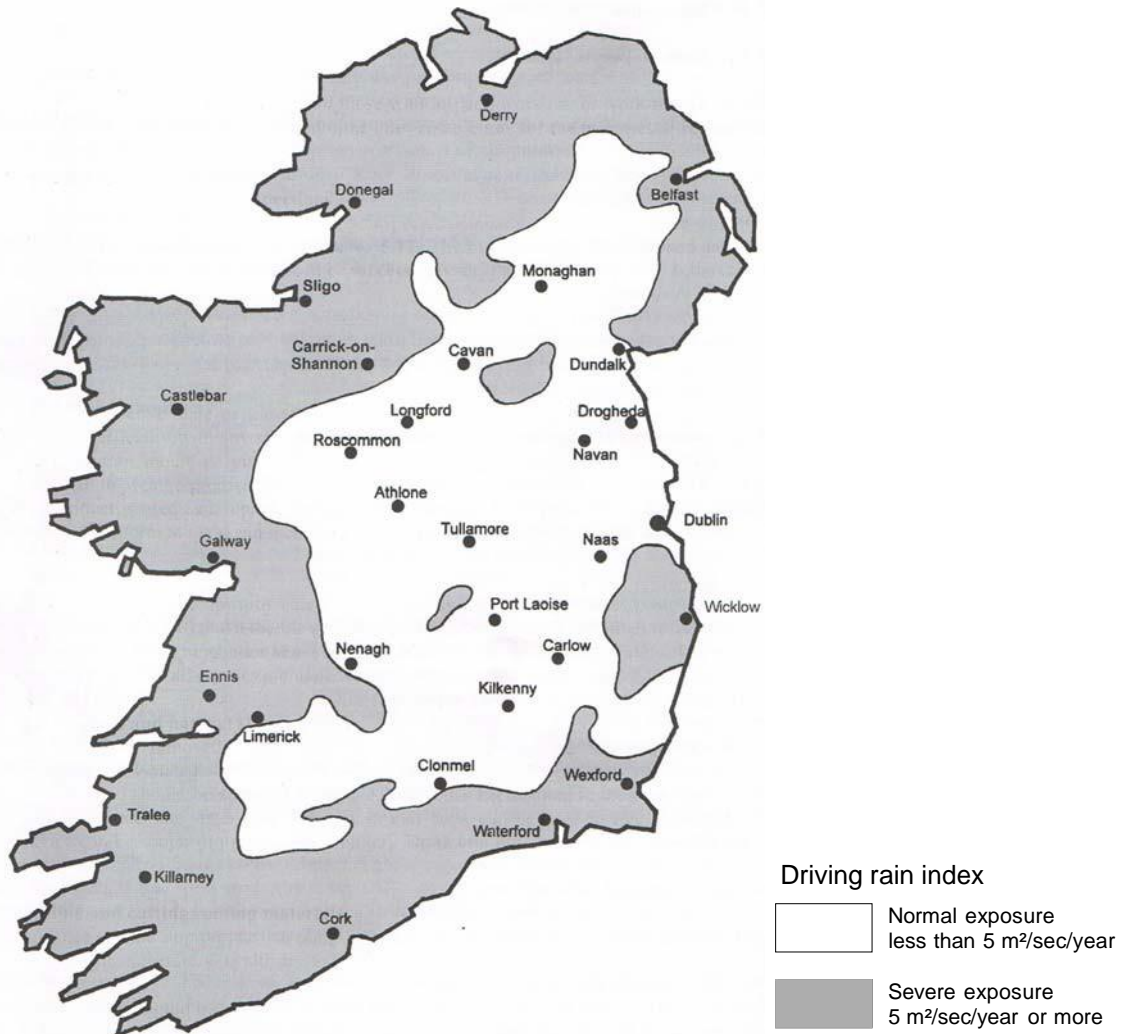 Derry
Donegal
Belfast
Monaghan
Sligo
Carrick-on-
Shannon
Cavan
Dundalk
Castlebar
Longford
Drogheda
Roscommon
Navan
Athlone
Tullamore
Dublin
Naas
Galway
Port Laoise
Wicklow
Nenagh
Carlow
Ennis
Kilkenny
Limerick
Clonmel
Wexford
Tralee
Waterford
Killarney
Cork
Driving rain index
Normal exposure
less than 5 m²/sec/year
Severe exposure
5 m²/sec/year or more